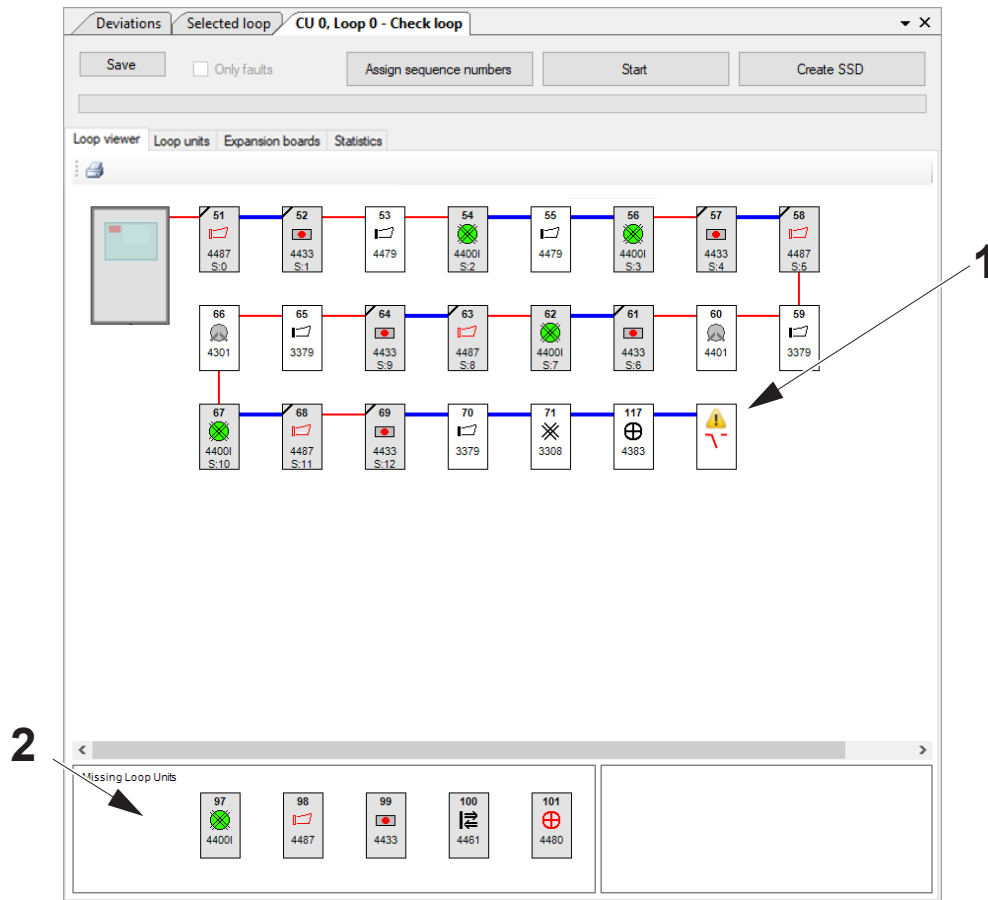 Deviations Selected loop CU 0, Loop 0 - Check loop
Save Only faults Assign sequence numbers Start Create SSD
Loop viewer Loop units Expansion boards Statistics
51 52 53 54 55 56 57 58
4487 4433 4479 4400I 4479 4400I 4433 4487
S:0 S:1 S:2 S:3 S:4 S:5
1
66 65 64 63 62 61 60 59
4301 3379 4433 4487 4400I 4433 4401 3379
S:9 S:8 S:7 S:6
67 68 69 70 71 117
4400I 4487 4433 3379 3308 4383
S:10 S:11 S:12
2
Missing Loop Units
97 98 99 100 101
4400I 4487 4433 4461 4480